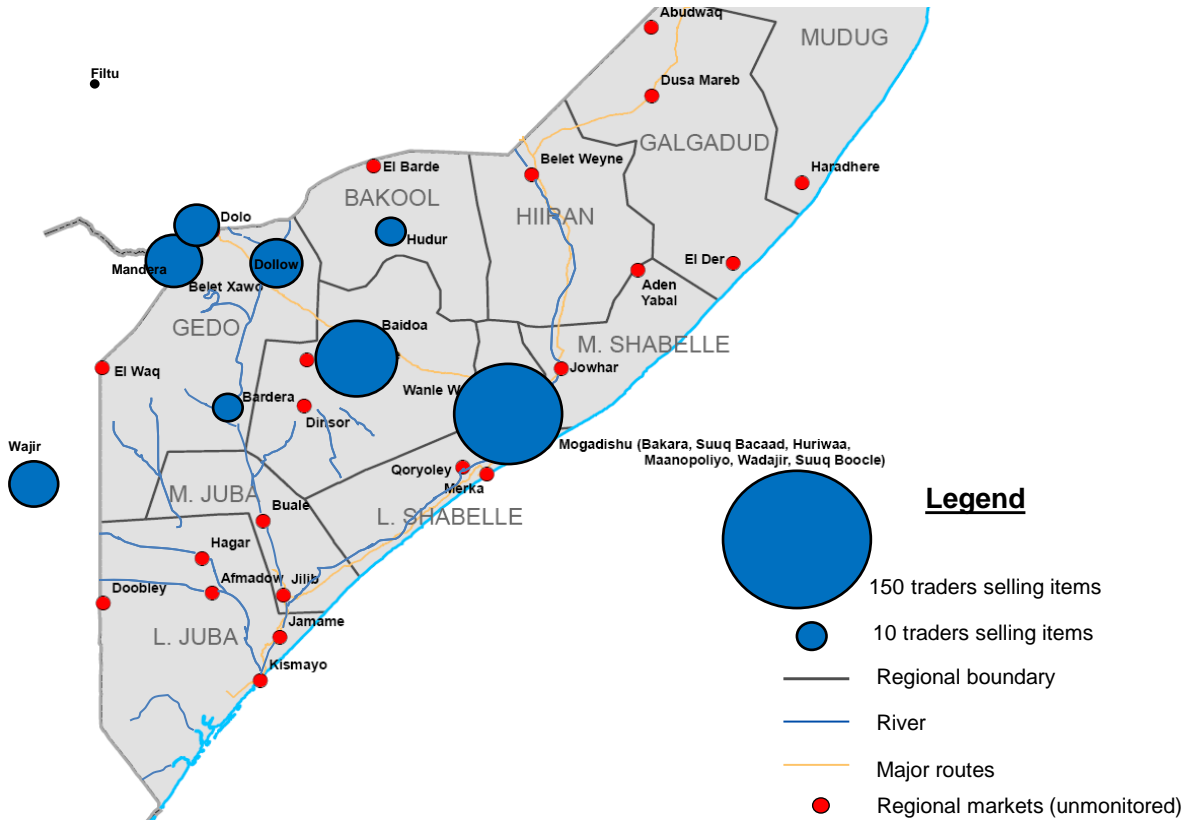 Abudwaq
MUDUG
Filtu
Dusa Mareb
GALGADUD
El Barde
Belet Weyne
Haradhere
BAKOOL
HIIRAN
Dolo
Hudur
Mandera
Dollow
El Der
Aden
Yabal
Belet Xawo
GEDO
Baidoa
M. SHABELLE
El Waq
Jowhar
Wanle W
Bardera
Dinsor
Wajir
Mogadishu (Bakara, Suuq Bacaad, Huriwaa,
Maanopoliyo, Wadajir, Suuq Boocle)
Qoryoley
Merka
M. JUBA
Buale
L. SHABELLE
Legend
Hagar
Afmadow
Jilib
Doobley
150 traders selling items
Jamame
L. JUBA
10 traders selling items
Kismayo
Regional boundary
River
Major routes
Regional markets (unmonitored)